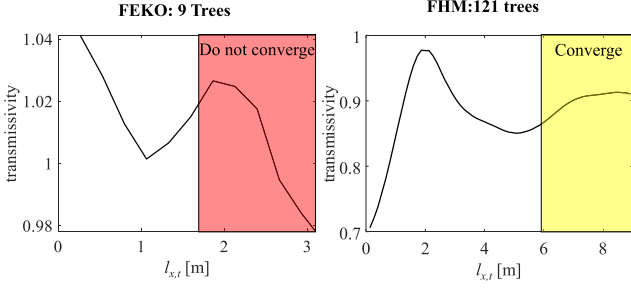 FEKO: 9 Trees
1.04
1.02
1
0.98
transmissivity
Do not converge
0
1
2
3
l_{x,t} [m]
FHM:121 trees
1
0.9
0.8
0.7
transmissivity
Converge
0
2
4
6
8
l_{x,t} [m]